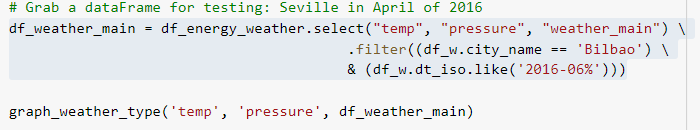 # Grab a dataFrame for testing: Seville in April of 2016
df_weather_main = df_energy_weather.select("temp", "pressure", "weather_main") \
.filter((df_w.city_name == 'Bilbao') \
& (df_w.dt_iso.like('2016-06%')))
graph_weather_type('temp', 'pressure', df_weather_main)